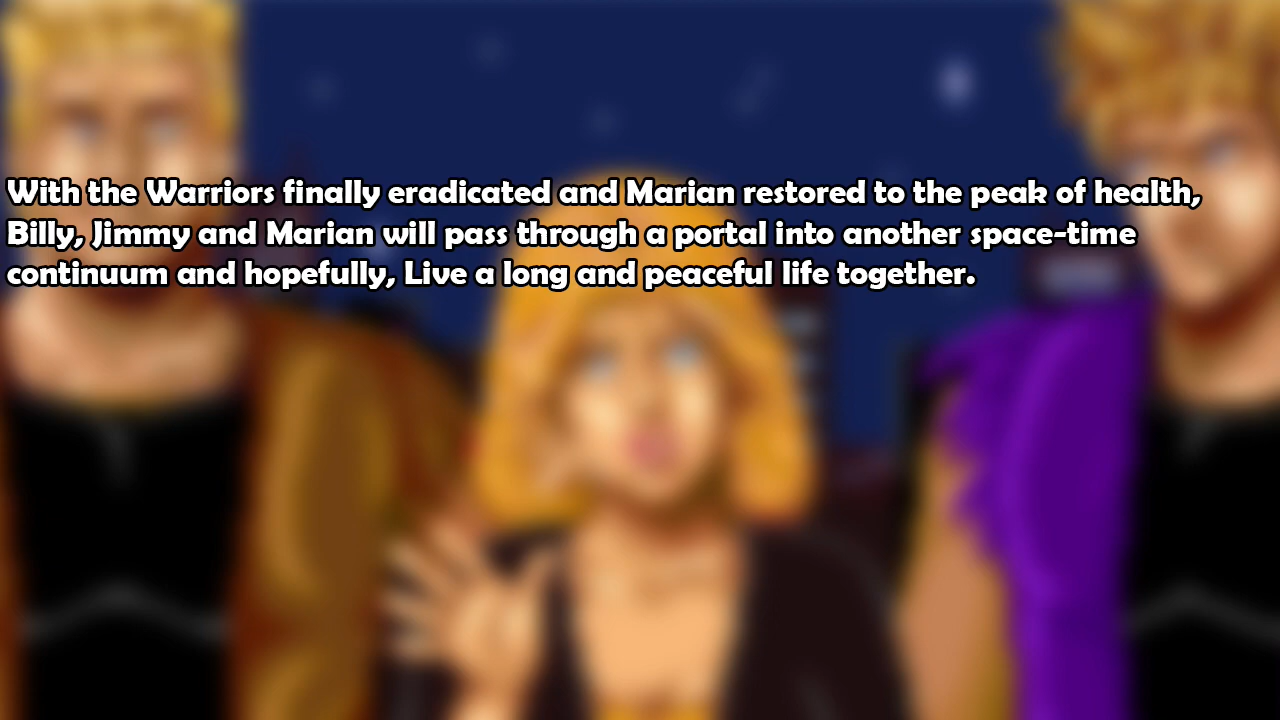 With the Warriors finally eradicated and Marian restored to the peak of health,
Billy, Jimmy and Marian will pass through a portal into another space-time
continuum and hopefully, Live a long and peaceful life together.